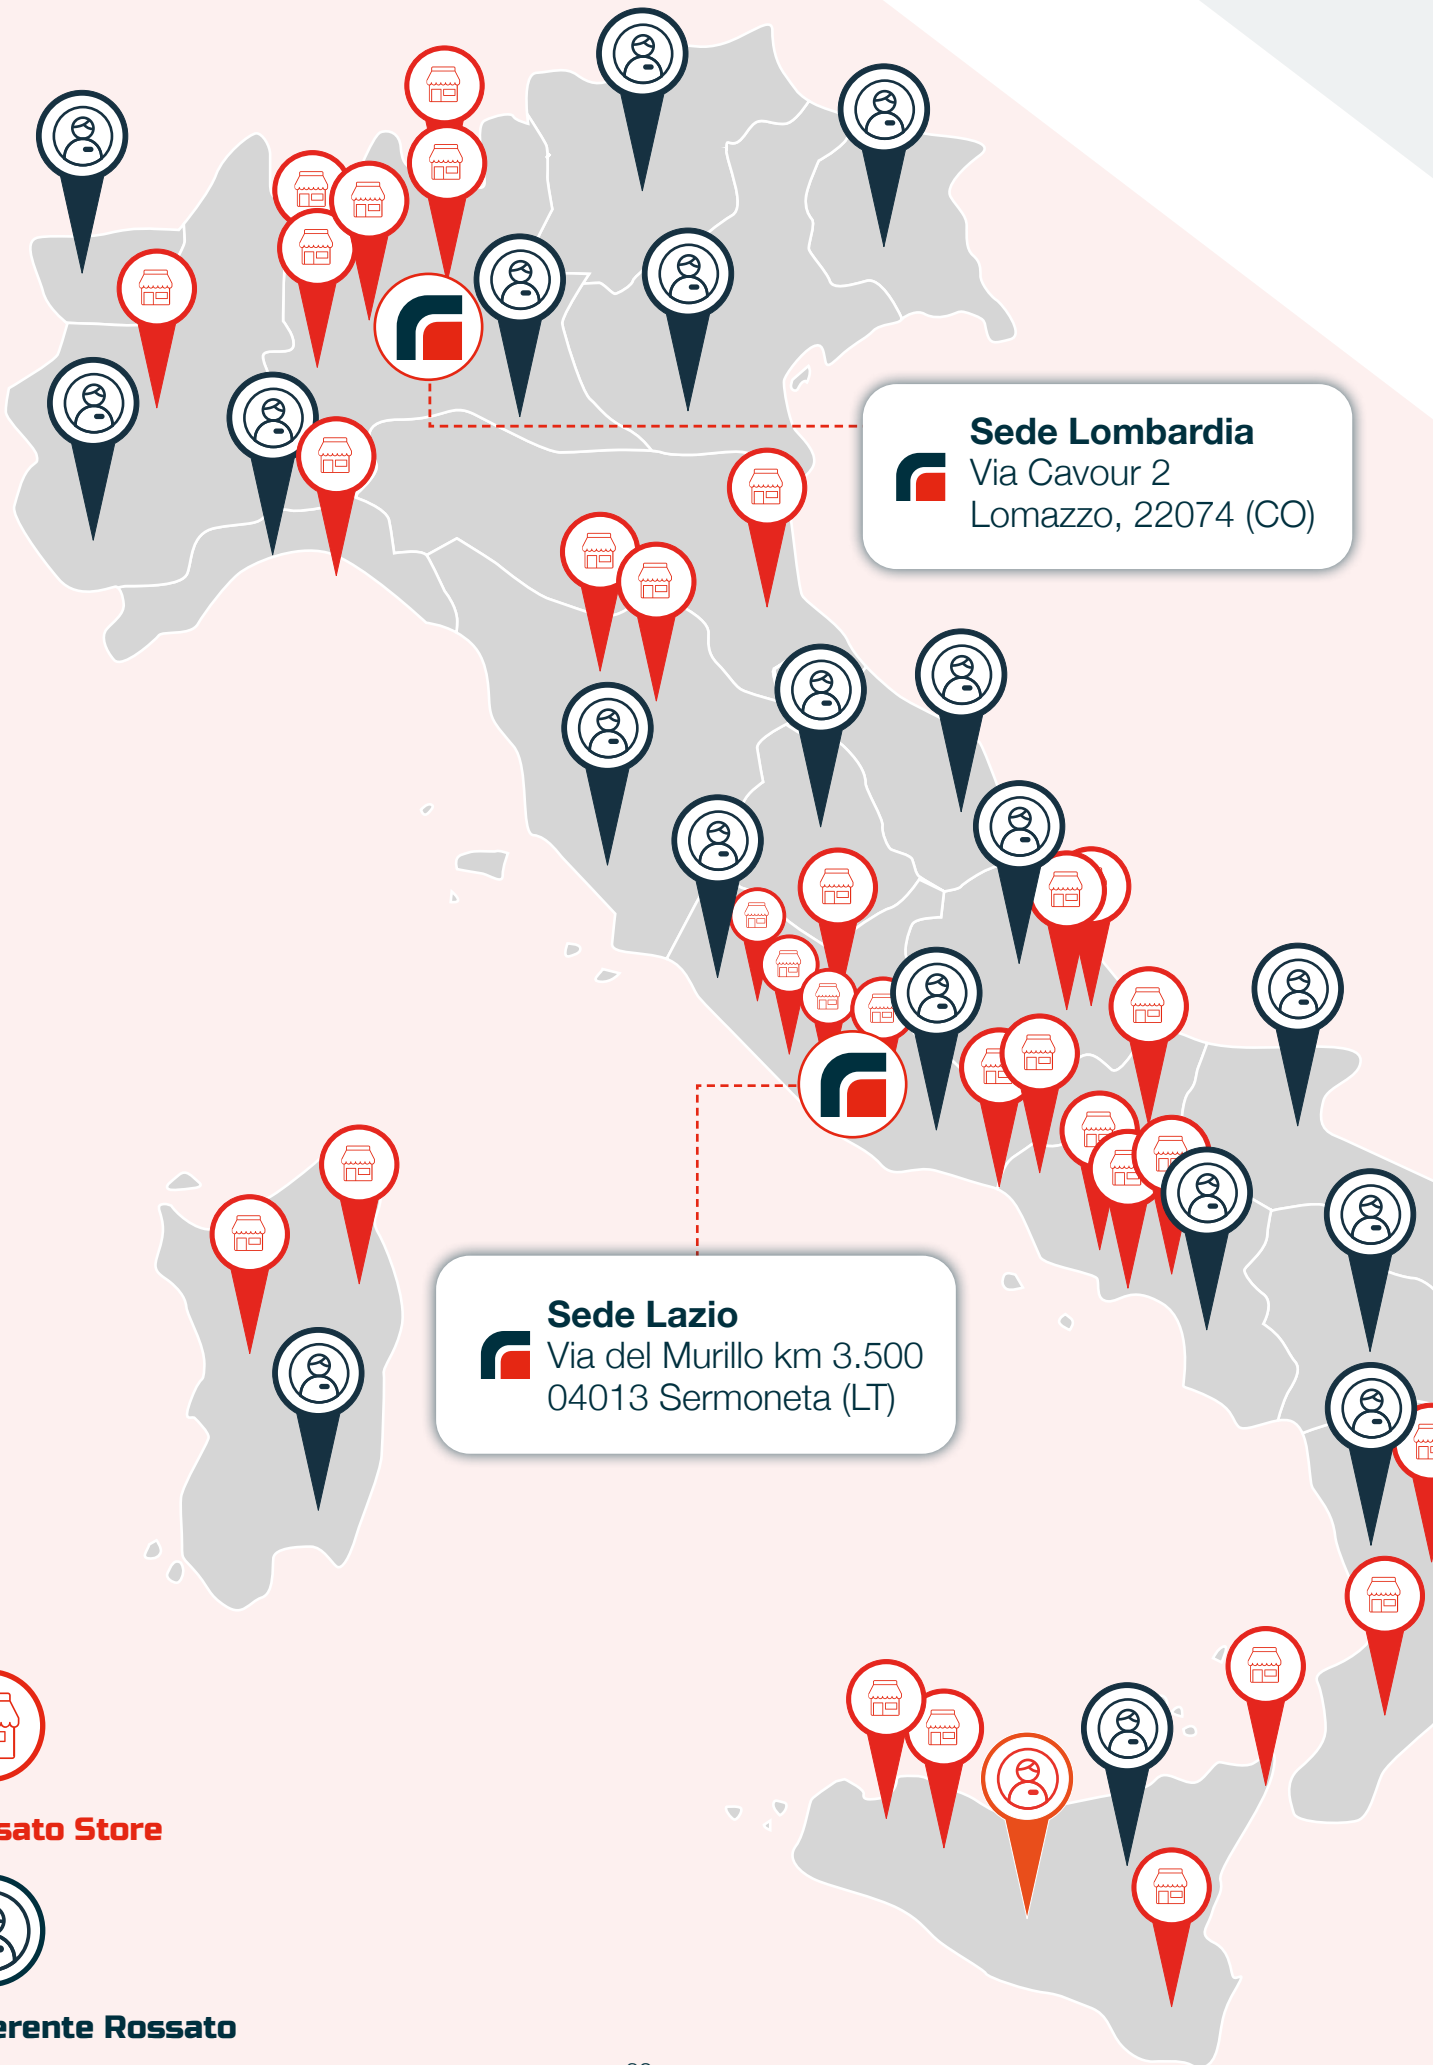 Sede Lombardia
Via Cavour 2
Lomazzo, 22074 (CO)
Sede Lazio
Via del Murillo km 3.500
04013 Sermoneta (LT)
sato Store
erente Rossato